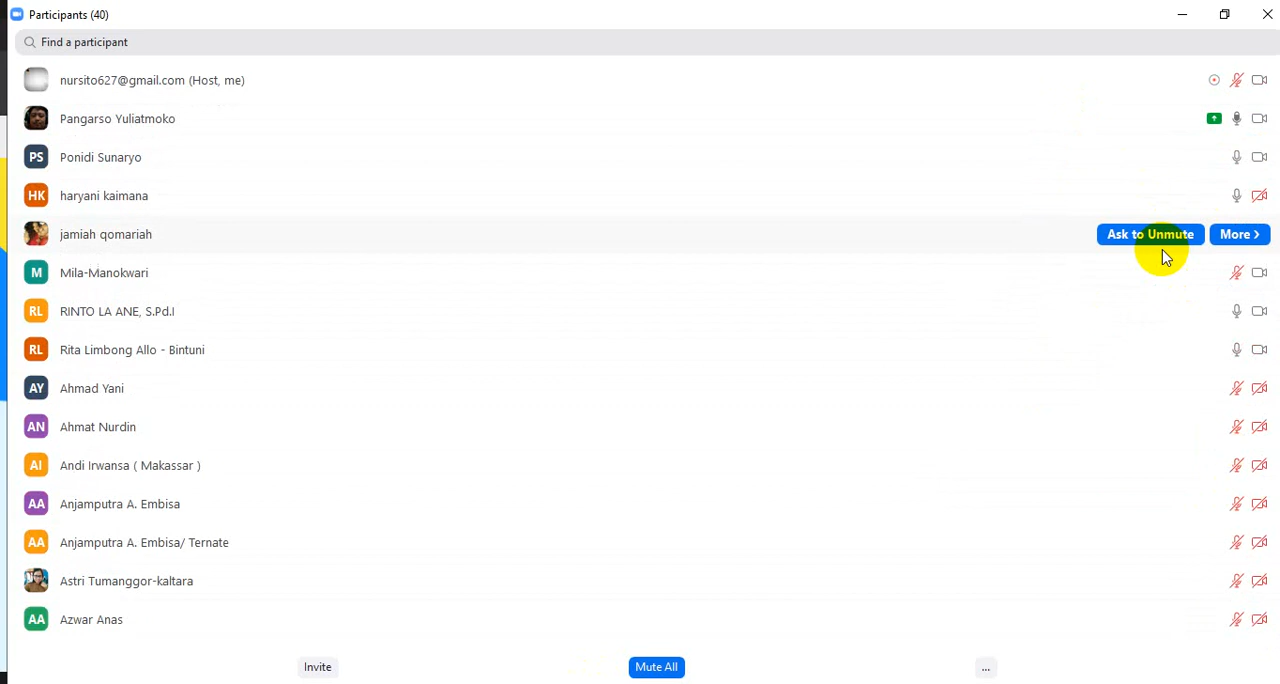 Participants (40)
Find a participant
nursito627@gmail.com (Host, me)
Pangarso Yuliatmoko
PS Ponidi Sunaryo
HK haryani kaimana
jamiah qomariah Ask to Unmute More >
M Mila-Manokwari
RL RINTO LA ANE, S.Pd.I
RL Rita Limbong Allo - Bintuni
AY Ahmad Yani
AN Ahmat Nurdin
AI Andi Irwansa ( Makassar )
AA Anjamputra A. Embisa
AA Anjamputra A. Embisa/ Ternate
Astri Tumanggor-kaltara
AA Azwar Anas
Invite Mute All ...